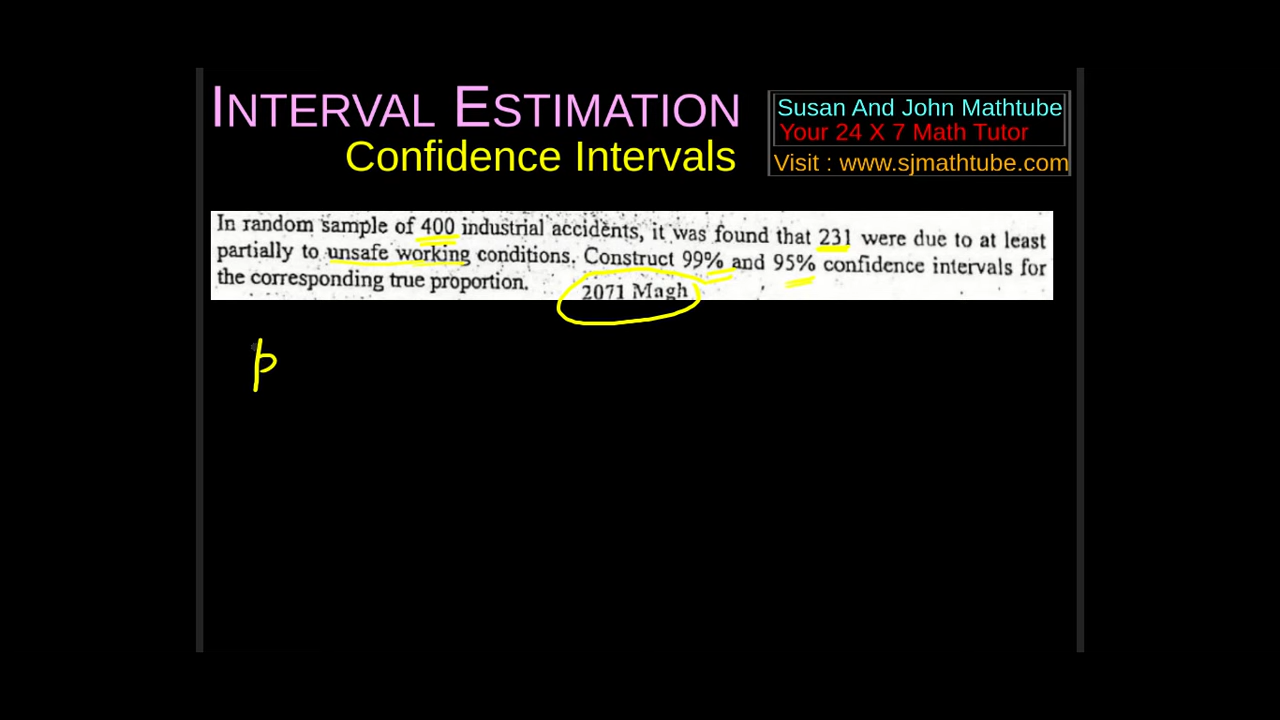 INTERVAL ESTIMATION
Confidence Intervals
Susan And John Mathtube
Your 24 X 7 Math Tutor
Visit : www.sjmathtube.com
In random sample of 400 industrial accidents, it was found that 231 were due to at least
partially to unsafe working conditions. Construct 99% and 95% confidence intervals for
the corresponding true proportion. 2071 Magh
p